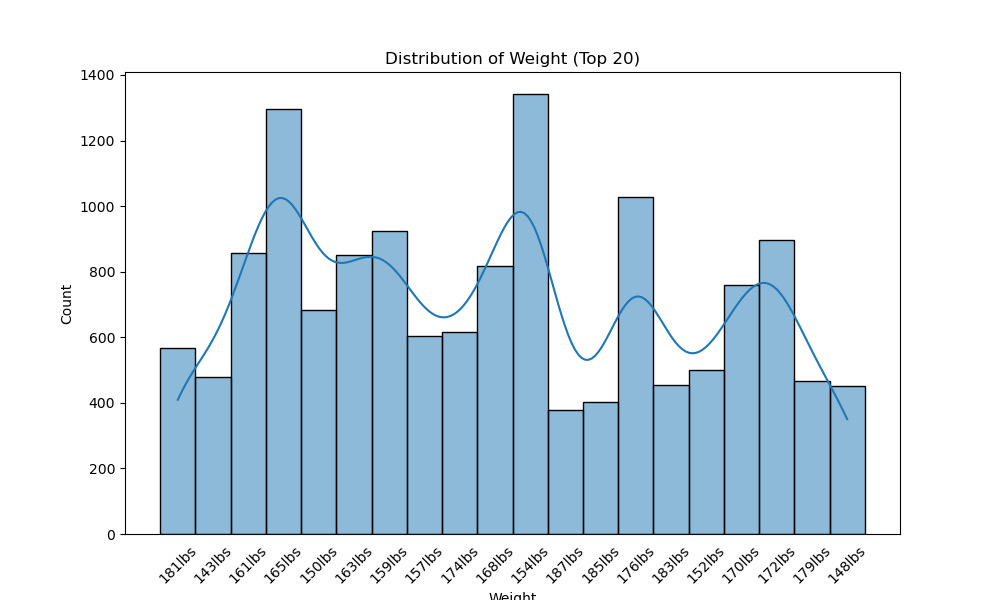 Distribution of Weight (Top 20)
1400
1200
1000
800
600
400
200
0
Count
181lbs
143lbs
161lbs
165lbs
150lbs
163lbs
159lbs
157lbs
174lbs
168lbs
154lbs
187lbs
185lbs
176lbs
183lbs
152lbs
170lbs
172lbs
179lbs
148lbs
Weight